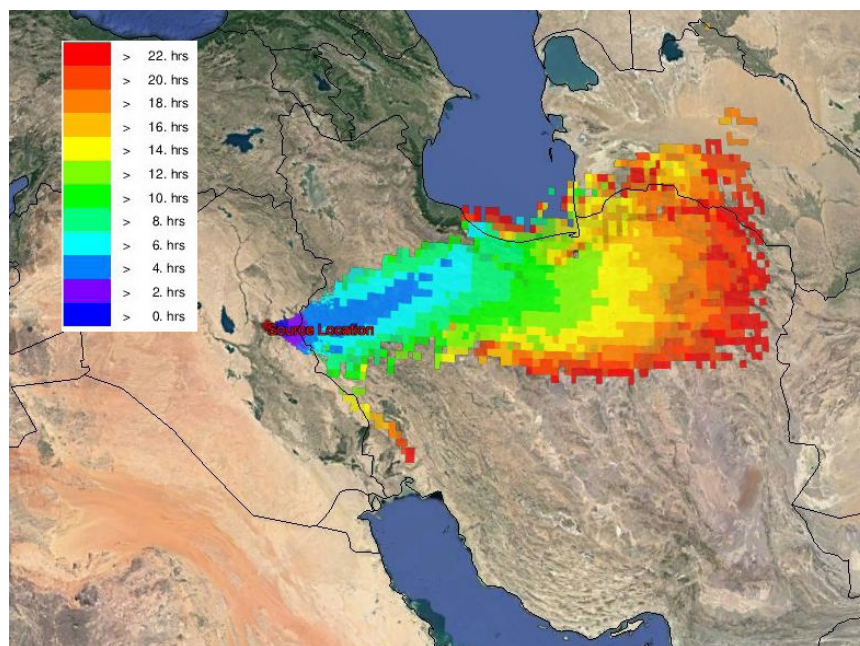 > 22. hrs
> 20. hrs
> 18. hrs
> 16. hrs
> 14. hrs
> 12. hrs
> 10. hrs
> 8. hrs
> 6. hrs
> 4. hrs
> 2. hrs
> 0. hrs
Source Location